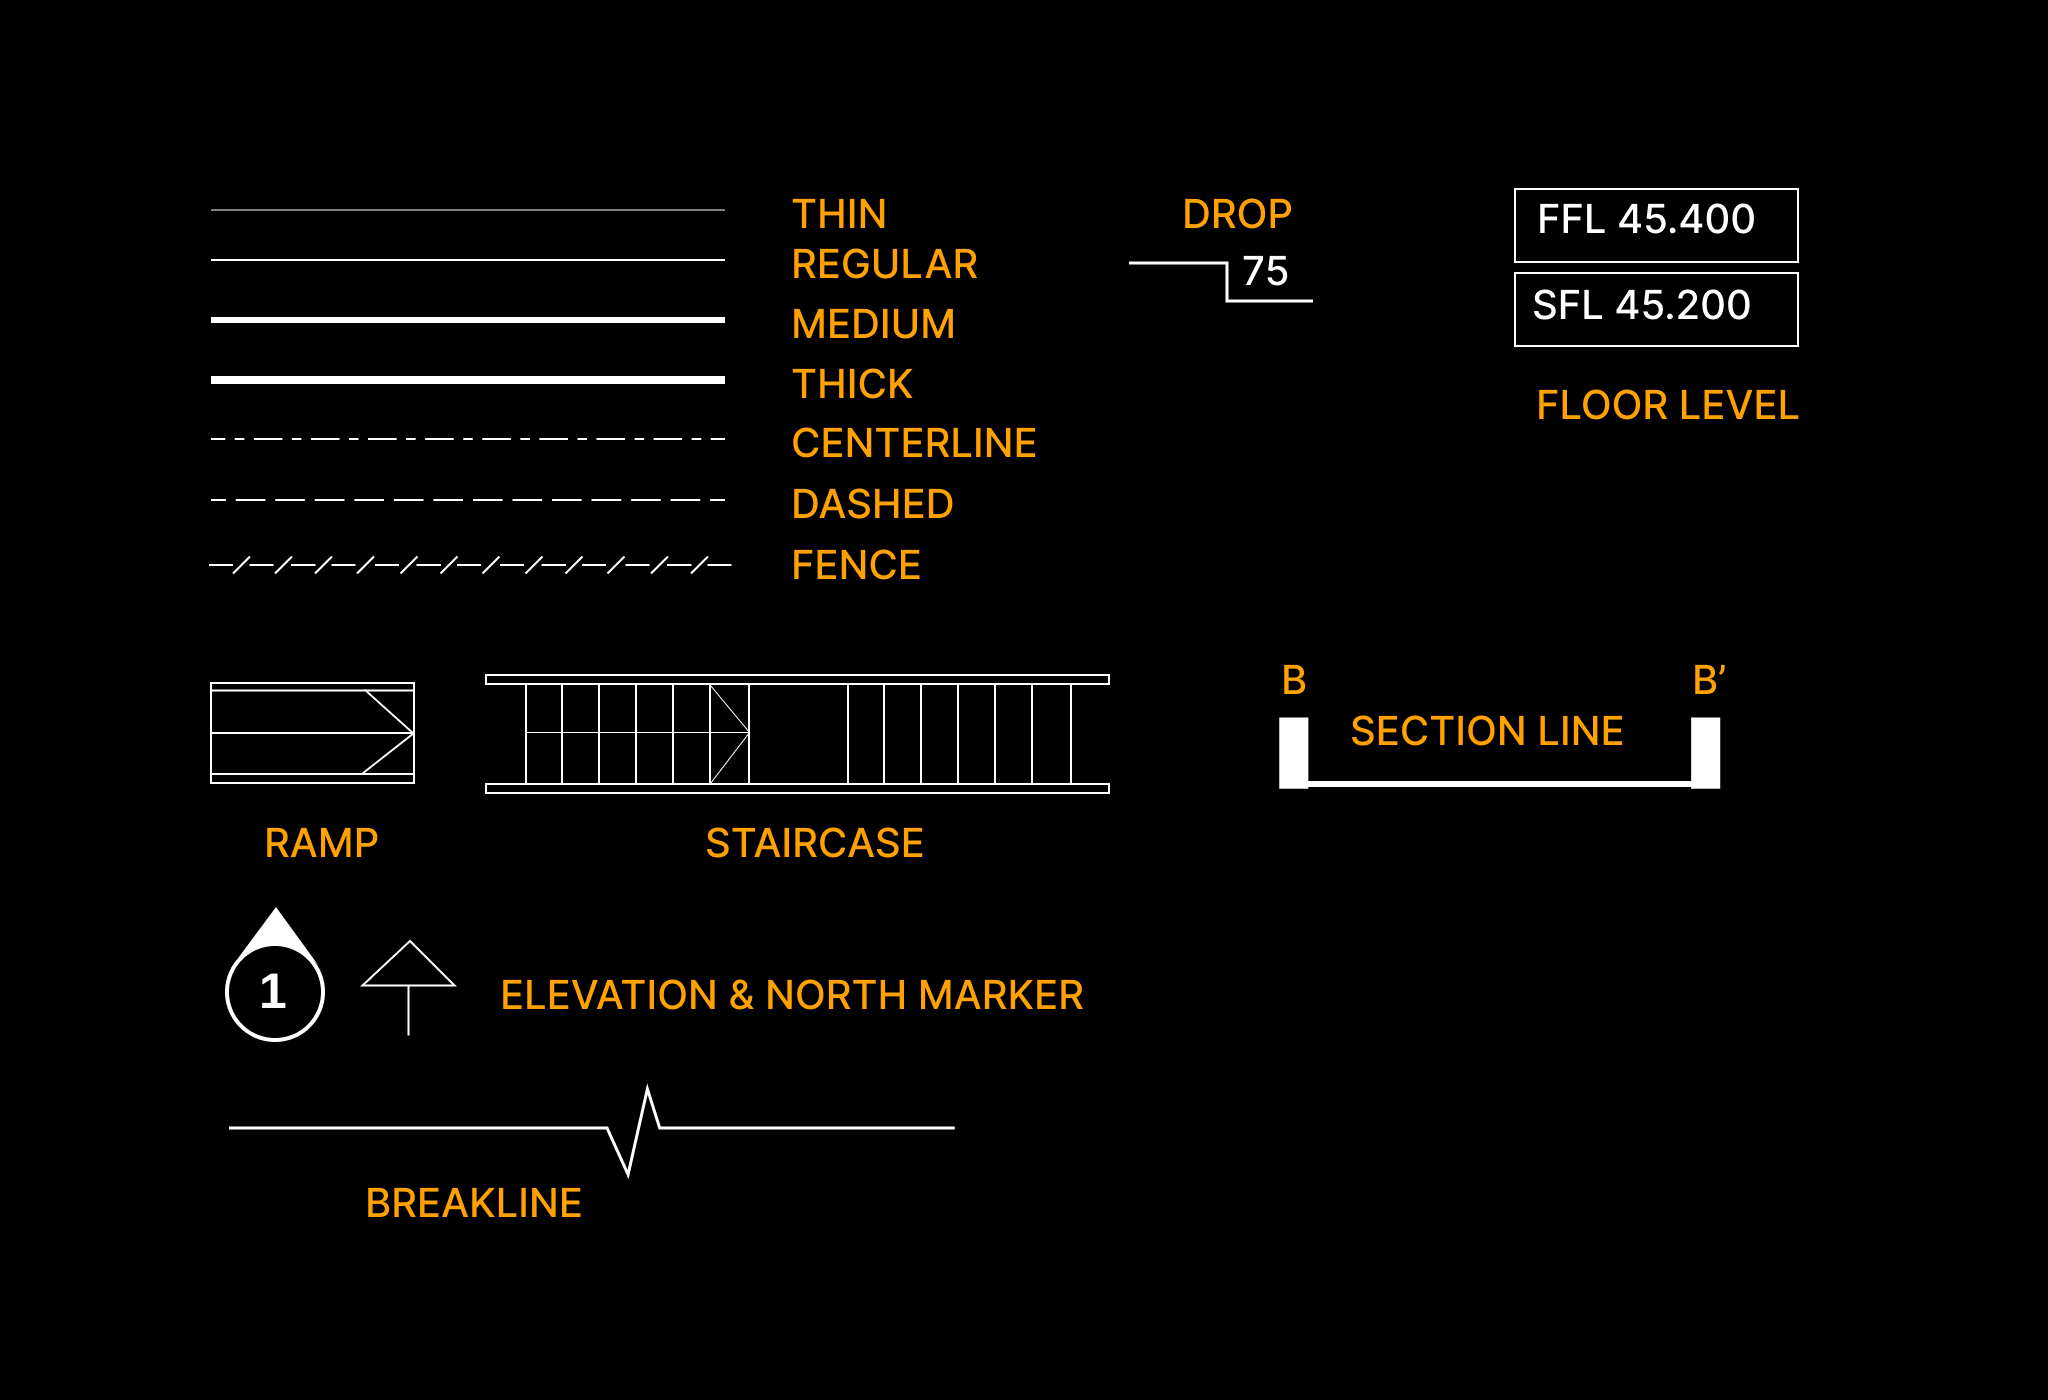 THIN
REGULAR
MEDIUM
THICK
CENTERLINE
DASHED
FENCE
DROP
75
FFL 45.400
SFL 45.200
FLOOR LEVEL
RAMP
STAIRCASE
B
B’
SECTION LINE
1
ELEVATION & NORTH MARKER
BREAKLINE